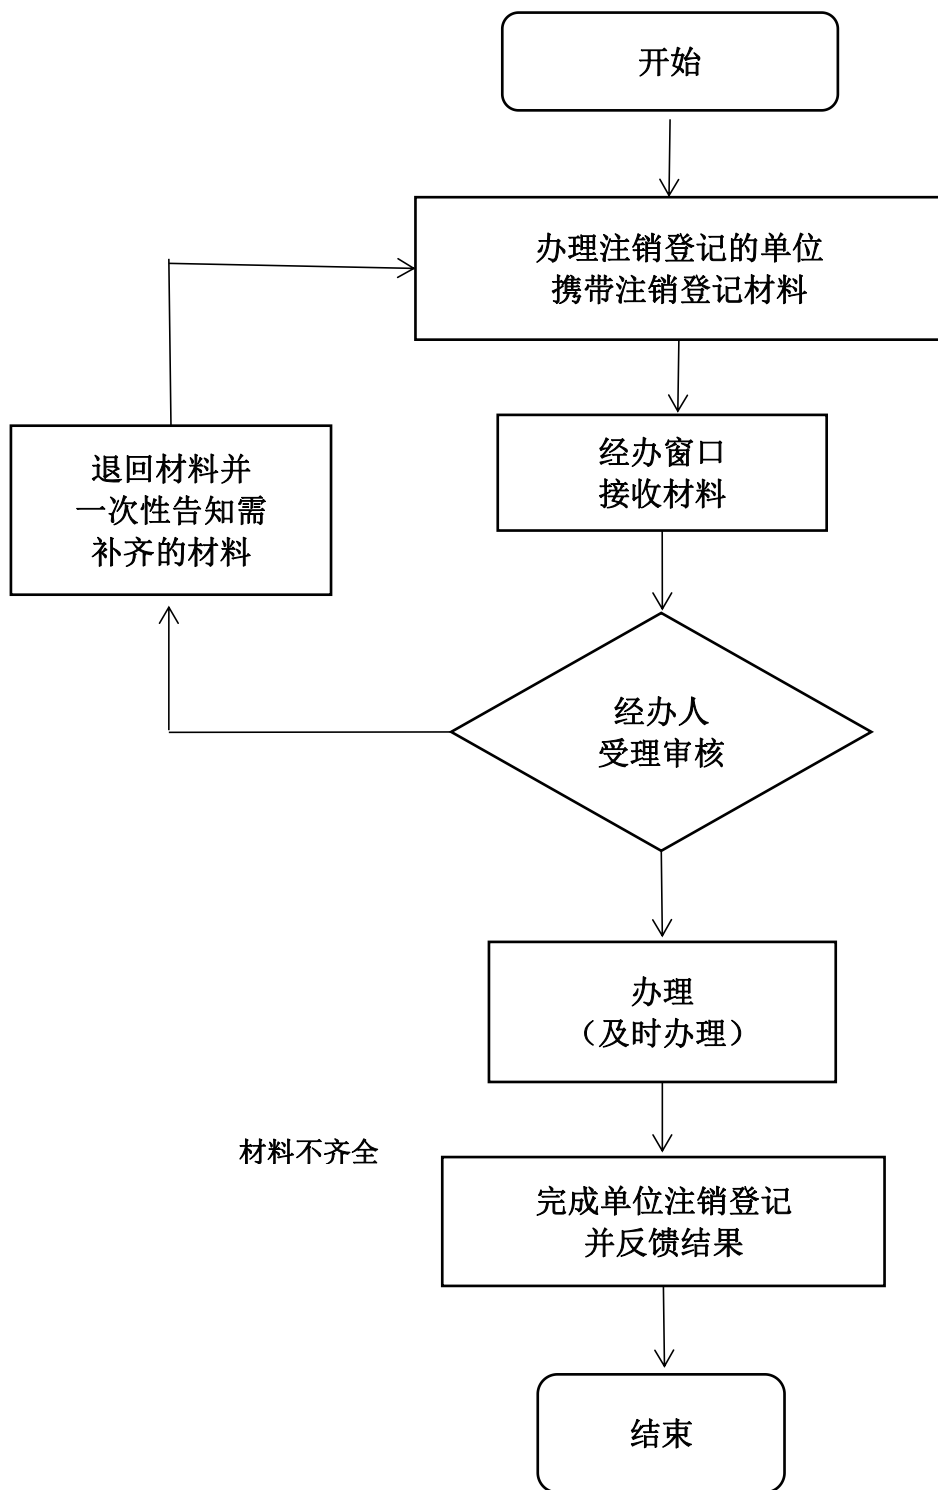 开始
办理注销登记的单位
携带注销登记材料
经办窗口
接收材料
退回材料并
一次性告知需
补齐的材料
经办人
受理审核
办理
（及时办理）
材料不齐全
完成单位注销登记
并反馈结果
结束